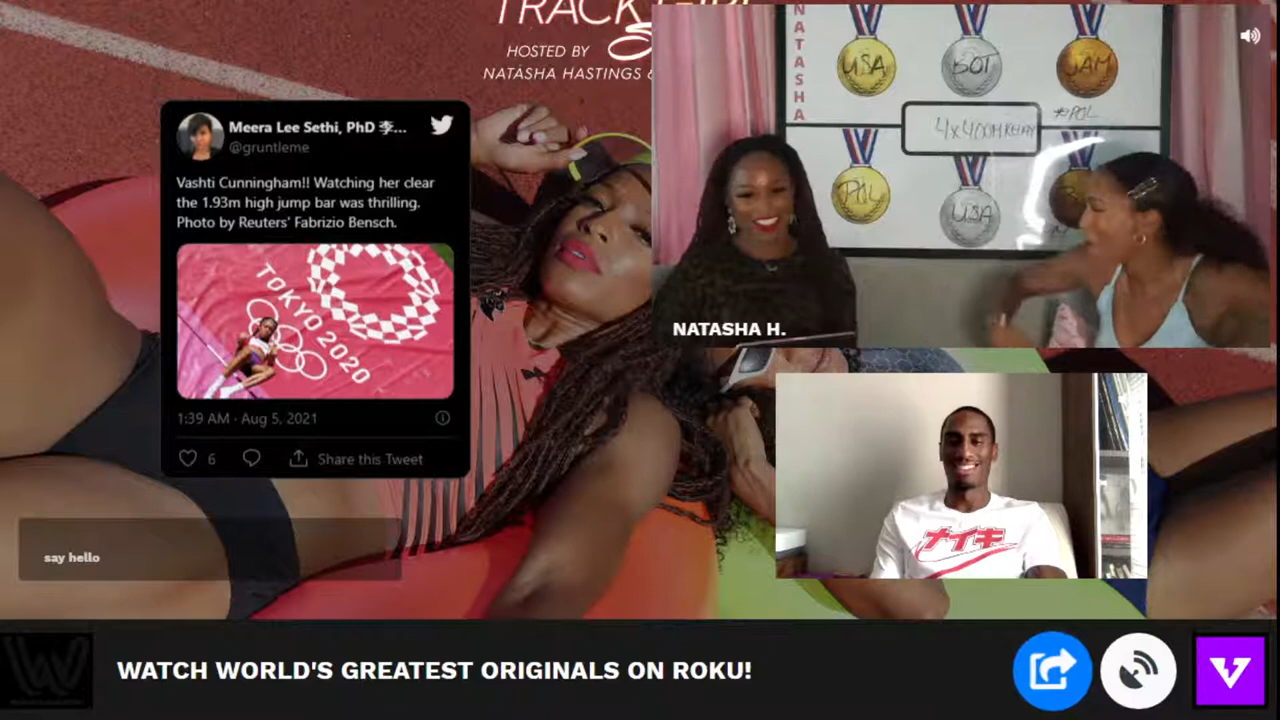 HOSTED BY
NATASHA HASTINGS &
Meera Lee Sethi, PhD 李...
@gruntleme
Vashti Cunningham!! Watching her clear
the 1.93m high jump bar was thrilling.
Photo by Reuters' Fabrizio Bensch.
TOKYO 2020
1:39 AM · Aug 5, 2021
6
Share this Tweet
say hello
NATASHA
USA
BOT
JAM
*POL
4x400M RELAY
POL
USA
NATASHA H.
ナイキ
WATCH WORLD'S GREATEST ORIGINALS ON ROKU!